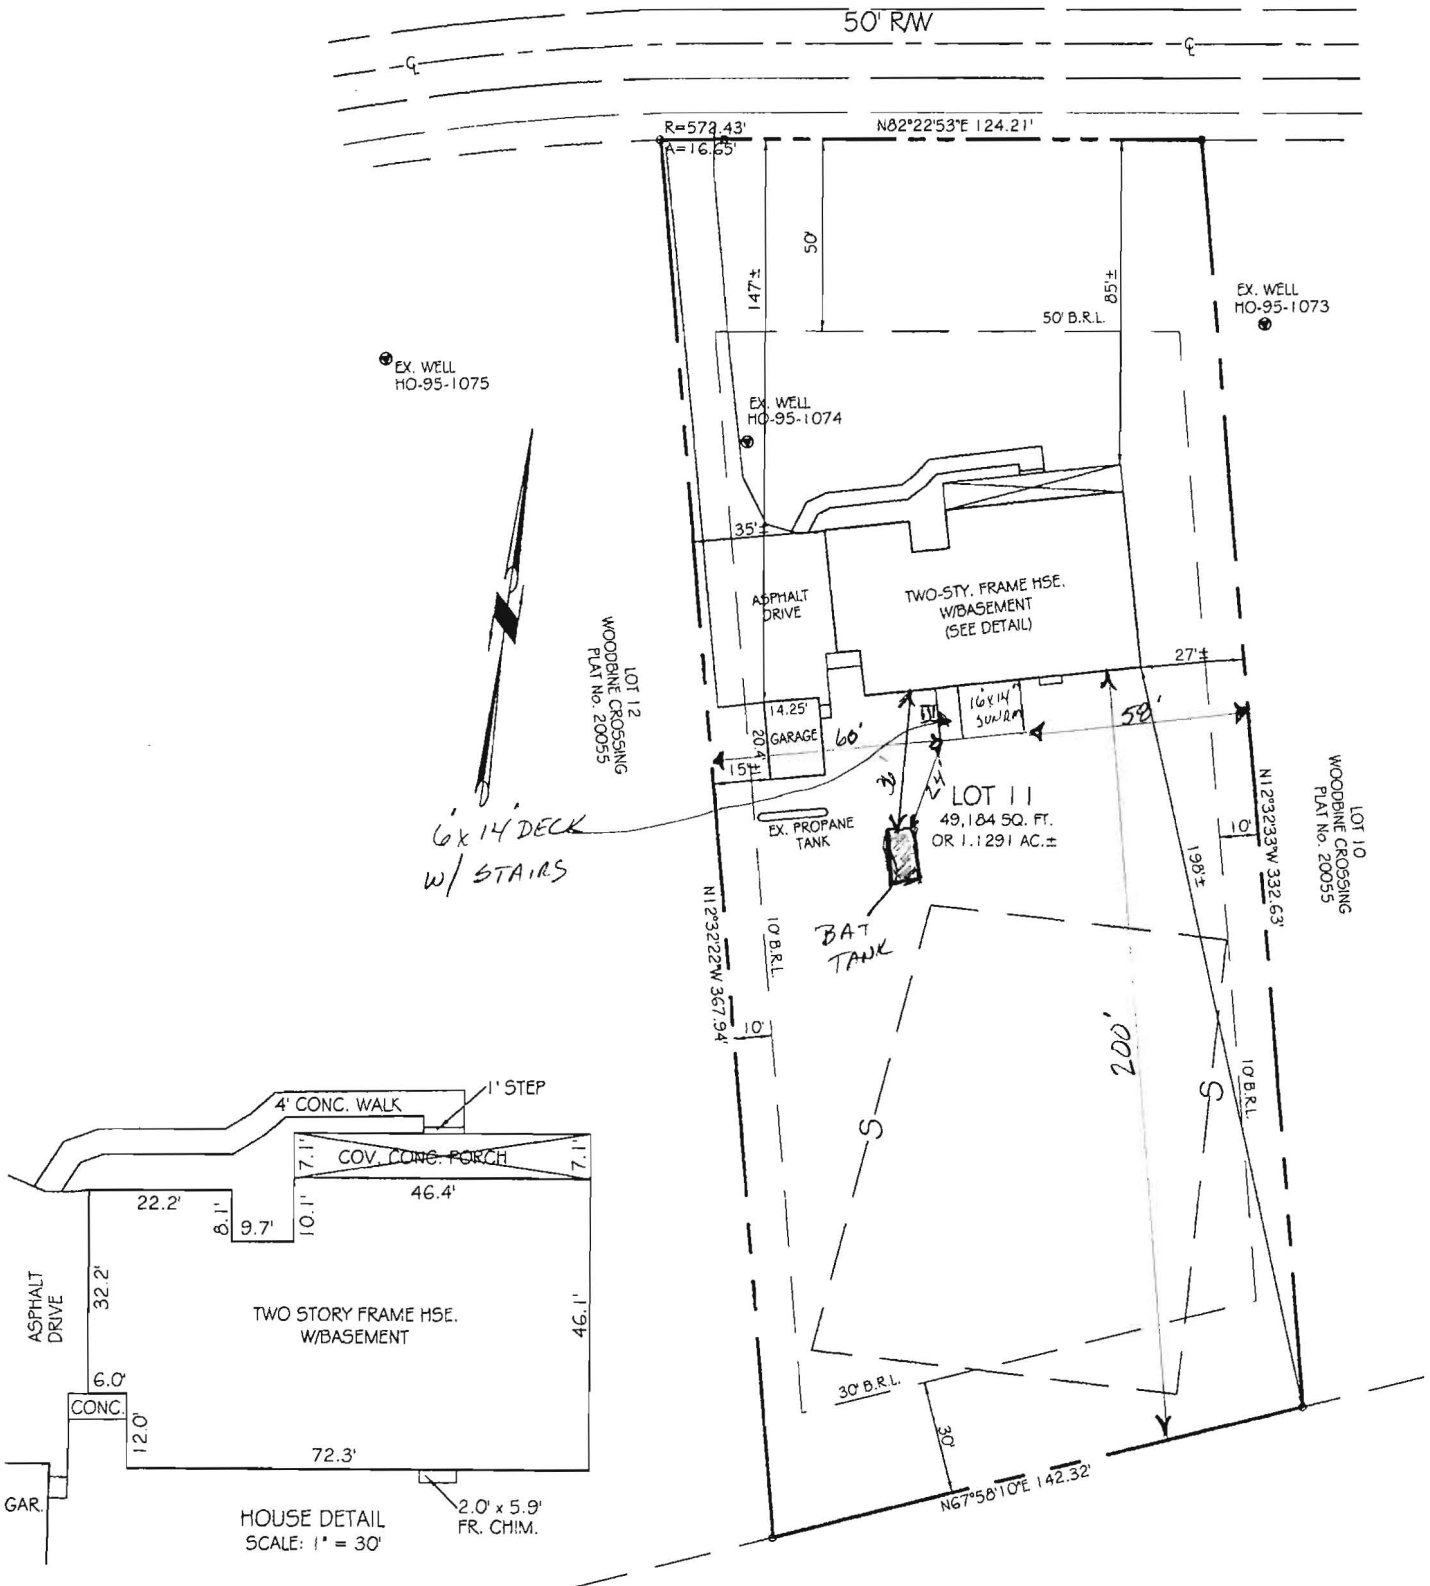 50' R/W
℄
℄
R=572.43'
A=16.65'
N82°22'53"E 124.21'
50'
147'±
85'±
50' B.R.L.
EX. WELL
HO-95-1073
EX. WELL
HO-95-1075
EX. WELL
HO-95-1074
35'±
ASPHALT
DRIVE
TWO-STY. FRAME HSE.
W/BASEMENT
(SEE DETAIL)
27'±
LOT 12
WOODBINE CROSSING
PLAT No. 20055
14.25'
GARAGE
20.4'
15'±
60'
16x14'
SUNRM
58'
LOT 11
49,184 SQ. FT.
OR 1.1291 AC.±
EX. PROPANE
TANK
6'x14' DECK
W/ STAIRS
BAT
TANK
N12°32'33"W 332.63'
LOT 10
WOODBINE CROSSING
PLAT No. 20055
10'
198'±
N12°32'22"W 367.94'
10' B.R.L.
10'
200'
10' B.R.L.
S
S
30' B.R.L.
30'
N67°58'10"E 142.32'
4' CONC. WALK
1' STEP
7.1'
COV. CONC. PORCH
7.1'
22.2'
8.1'
9.7'
10.1'
46.4'
ASPHALT
DRIVE
32.2'
TWO STORY FRAME HSE.
W/BASEMENT
46.1'
6.0'
CONC.
12.0'
72.3'
GAR.
2.0' x 5.9'
FR. CHIM.
HOUSE DETAIL
SCALE: 1" = 30'